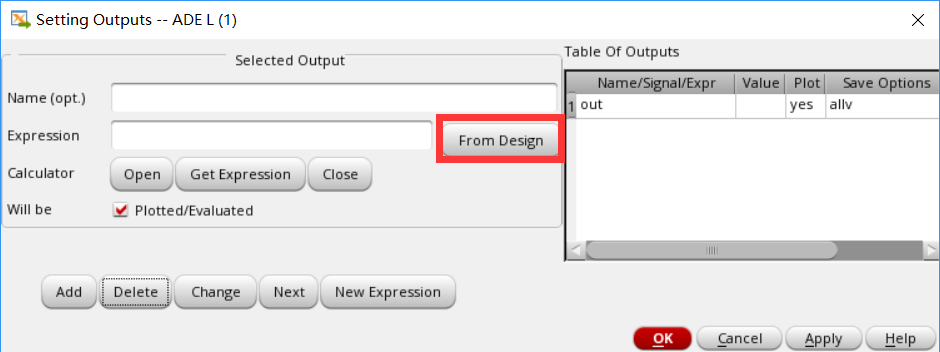 Setting Outputs -- ADE L (1)
Selected Output
Name (opt.)
Expression
From Design
Calculator
Open
Get Expression
Close
Will be
Plotted/Evaluated
Add
Delete
Change
Next
New Expression
Table Of Outputs
Name/Signal/Expr Value Plot Save Options
1 out yes allv
OK
Cancel
Apply
Help